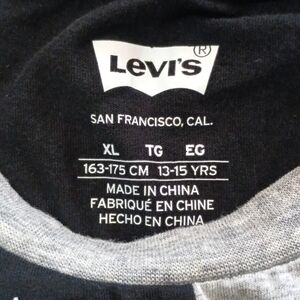 Levi's®
SAN FRANCISCO, CAL.
XL TG EG
163-175 CM 13-15 YRS
MADE IN CHINA
FABRIQUÉ EN CHINE
HECHO EN CHINA